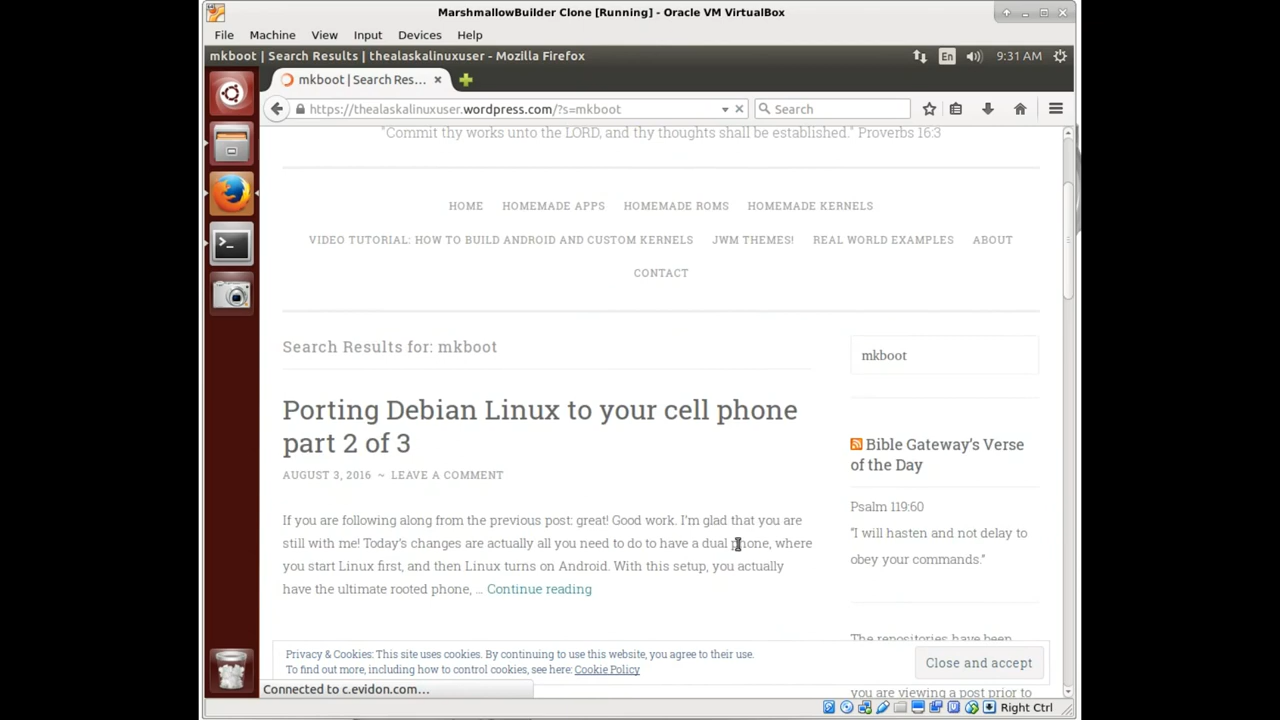 MarshmallowBuilder Clone [Running] - Oracle VM VirtualBox
File Machine View Input Devices Help
mkboot | Search Results | thealaskalinuxuser - Mozilla Firefox
En 9:31 AM
mkboot | Search Res...
https://thealaskalinuxuser.wordpress.com/?s=mkboot
Search
"Commit thy works unto the LORD, and thy thoughts shall be established." Proverbs 16:3
HOME HOMEMADE APPS HOMEMADE ROMS HOMEMADE KERNELS
VIDEO TUTORIAL: HOW TO BUILD ANDROID AND CUSTOM KERNELS JWM THEMES! REAL WORLD EXAMPLES ABOUT
CONTACT
Search Results for: mkboot
Porting Debian Linux to your cell phone
part 2 of 3
AUGUST 3, 2016 ~ LEAVE A COMMENT
If you are following along from the previous post: great! Good work. I'm glad that you are
still with me! Today's changes are actually all you need to do to have a dual phone, where
you start Linux first, and then Linux turns on Android. With this setup, you actually
have the ultimate rooted phone, … Continue reading
mkboot
Bible Gateway's Verse
of the Day
Psalm 119:60
"I will hasten and not delay to
obey your commands."
The repositories have been
you are viewing a post prior to
Privacy & Cookies: This site uses cookies. By continuing to use this website, you agree to their use.
To find out more, including how to control cookies, see here: Cookie Policy
Close and accept
Connected to c.evidon.com...
Right Ctrl